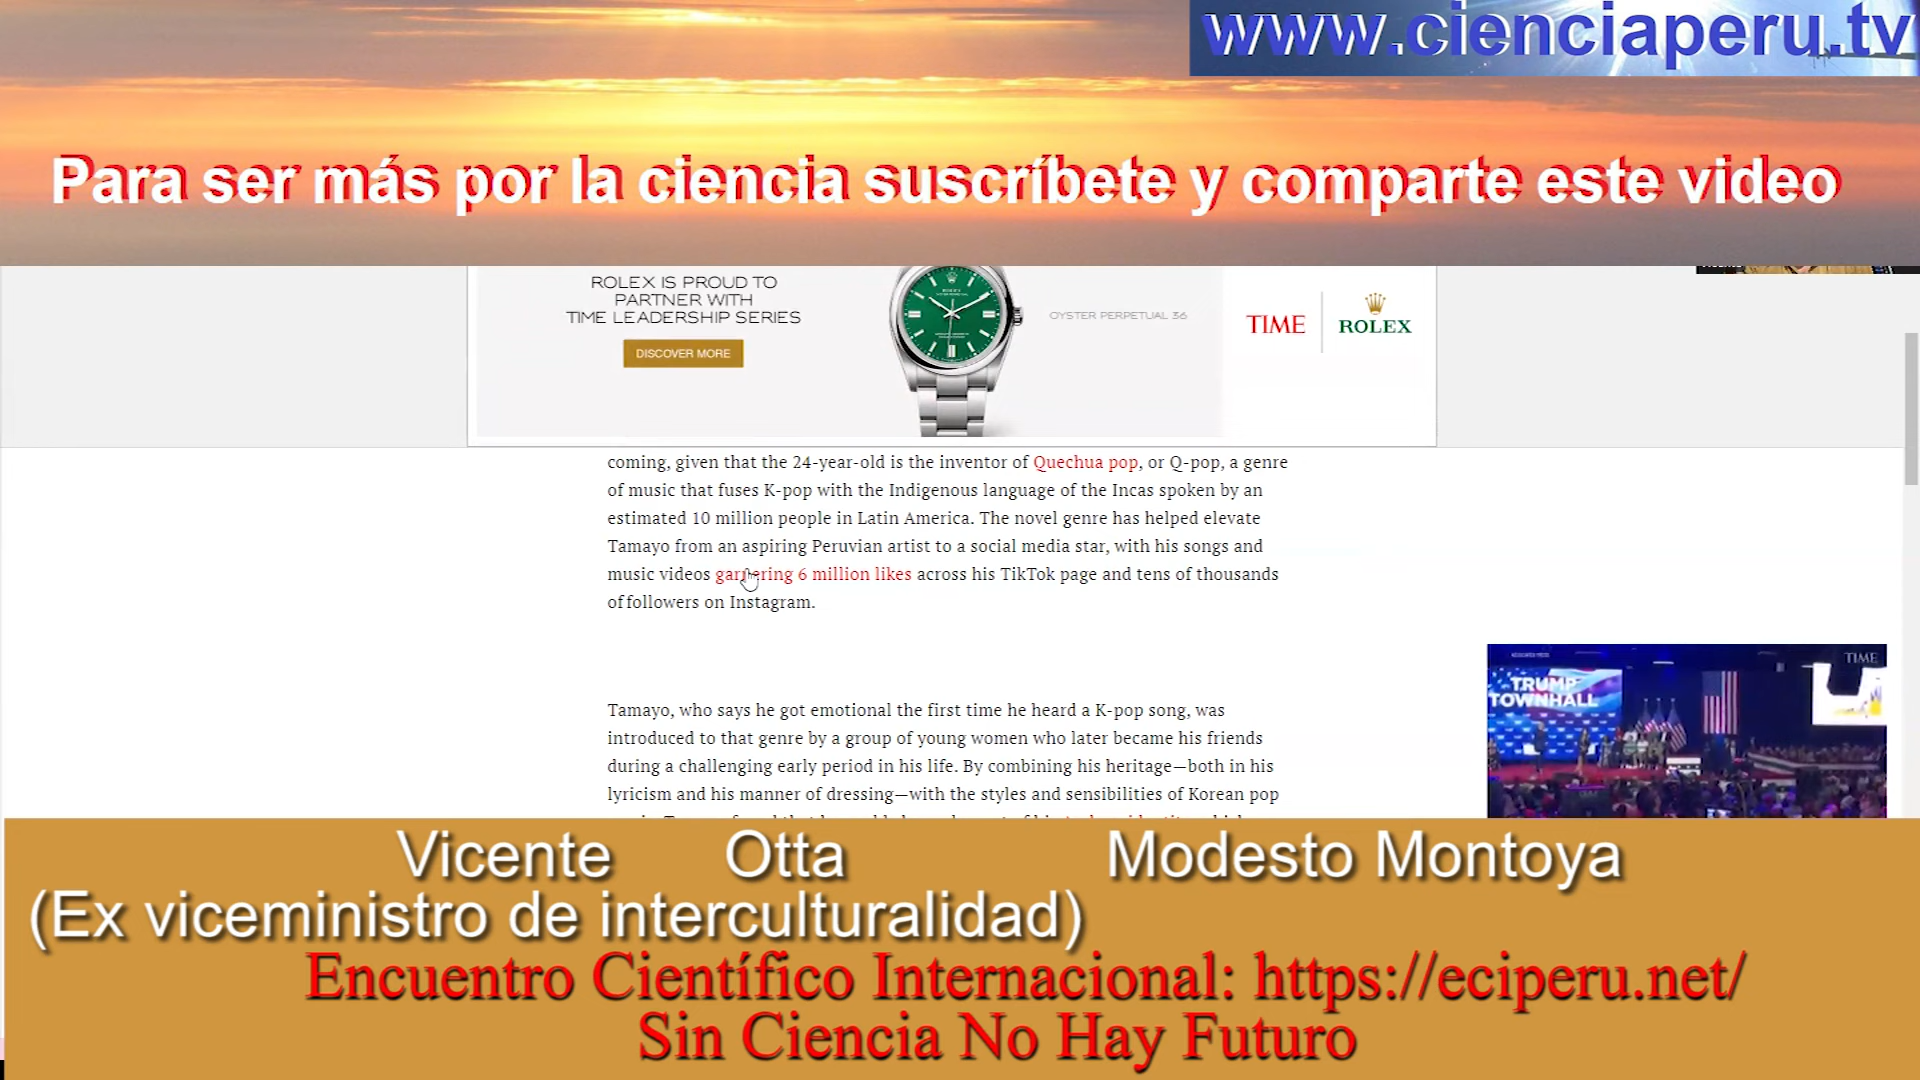 www.cienciaperu.tv
Para ser más por la ciencia suscríbete y comparte este video
ROLEX IS PROUD TO
PARTNER WITH
TIME LEADERSHIP SERIES
DISCOVER MORE
OYSTER PERPETUAL 36
TIME
ROLEX
coming, given that the 24-year-old is the inventor of Quechua pop, or Q-pop, a genre
of music that fuses K-pop with the Indigenous language of the Incas spoken by an
estimated 10 million people in Latin America. The novel genre has helped elevate
Tamayo from an aspiring Peruvian artist to a social media star, with his songs and
music videos garnering 6 million likes across his TikTok page and tens of thousands
of followers on Instagram.
Tamayo, who says he got emotional the first time he heard a K-pop song, was
introduced to that genre by a group of young women who later became his friends
during a challenging early period in his life. By combining his heritage—both in his
lyricism and his manner of dressing—with the styles and sensibilities of Korean pop
TIME
TRUMP
TOWNHALL
Vicente Otta Modesto Montoya
(Ex viceministro de interculturalidad)
Encuentro Científico Internacional: https://eciperu.net/
Sin Ciencia No Hay Futuro